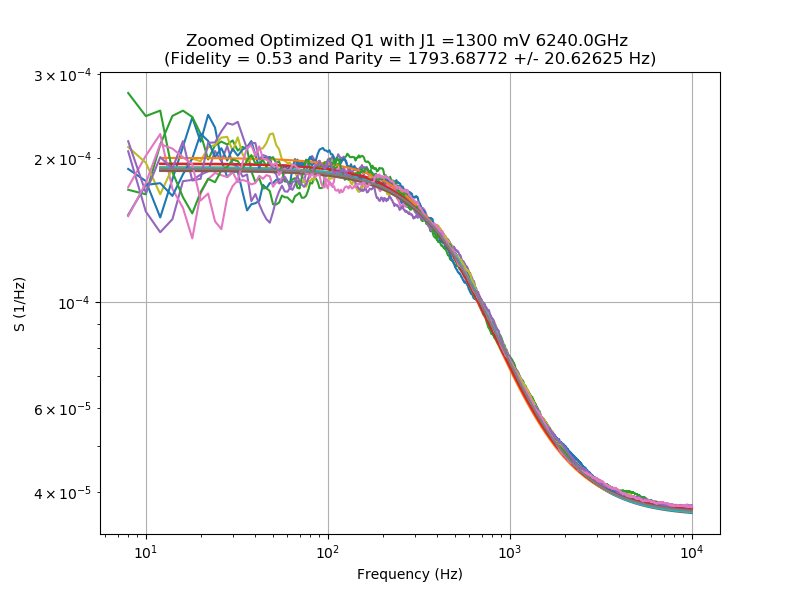 Zoomed Optimized Q1 with J1 =1300 mV 6240.0GHz
(Fidelity = 0.53 and Parity = 1793.68772 +/- 20.62625 Hz)
3 × 10⁻⁴
2 × 10⁻⁴
10⁻⁴
6 × 10⁻⁵
4 × 10⁻⁵
S (1/Hz)
10¹ 10² 10³ 10⁴
Frequency (Hz)